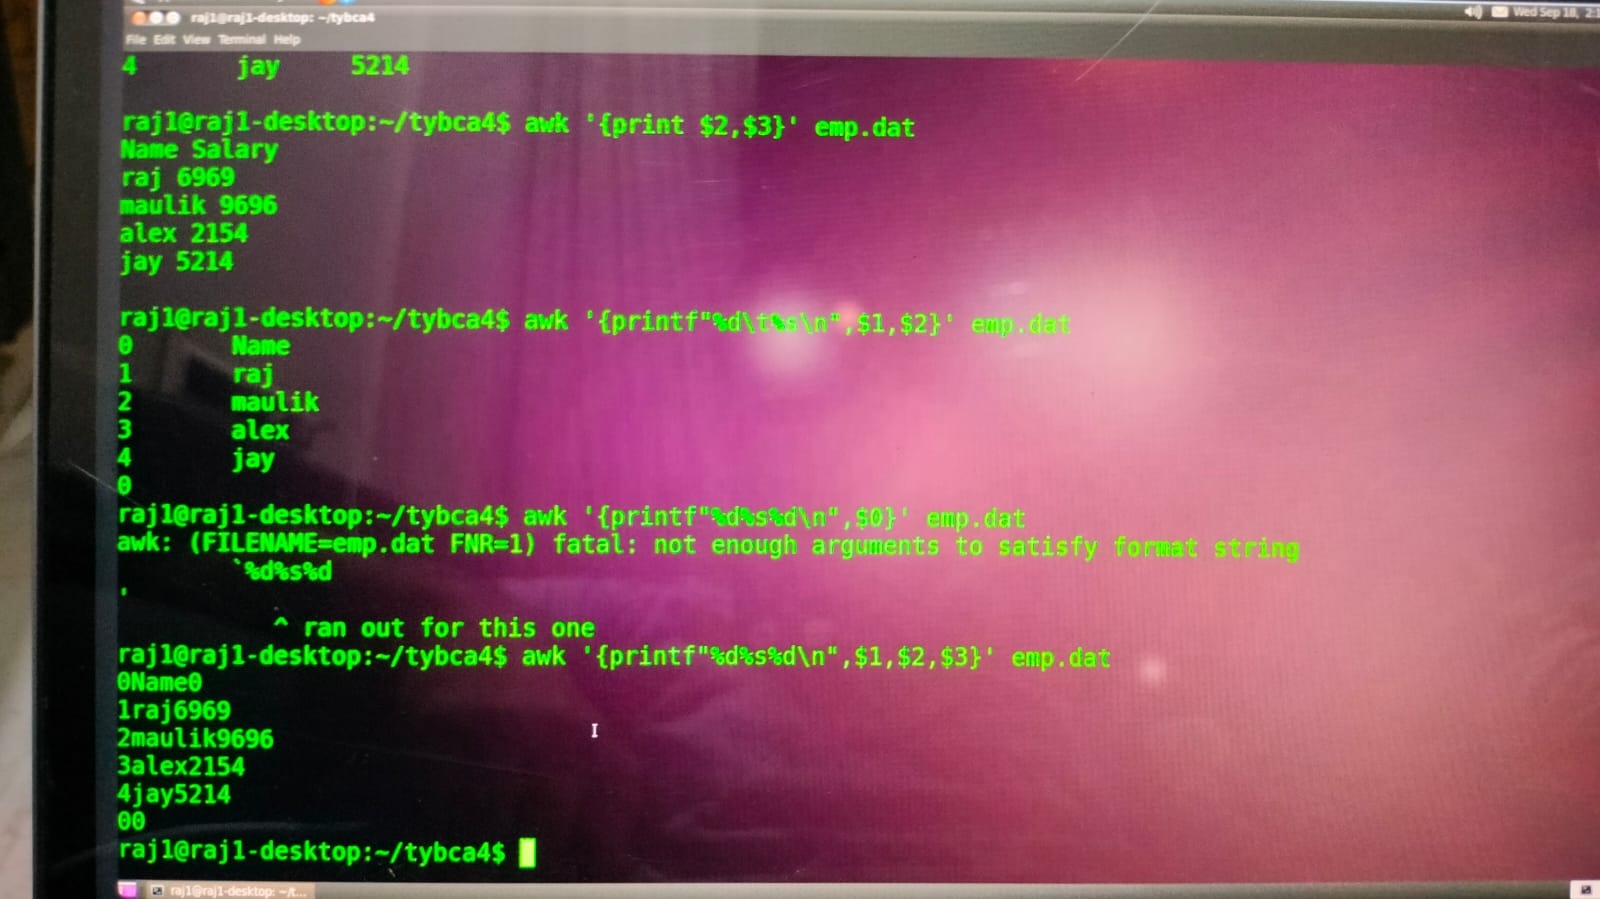 raj1@raj1-desktop: ~/tybca4
Wed Sep 18,
File Edit View Terminal Help
4 jay 5214
raj1@raj1-desktop:~/tybca4$ awk '{print $2,$3}' emp.dat
Name Salary
raj 6969
maulik 9696
alex 2154
jay 5214
raj1@raj1-desktop:~/tybca4$ awk '{printf"%d\t%s\n",$1,$2}' emp.dat
0 Name
1 raj
2 maulik
3 alex
4 jay
0
raj1@raj1-desktop:~/tybca4$ awk '{printf"%d%s%d\n",$0}' emp.dat
awk: (FILENAME=emp.dat FNR=1) fatal: not enough arguments to satisfy format string
`%d%s%d
'
^ ran out for this one
raj1@raj1-desktop:~/tybca4$ awk '{printf"%d%s%d\n",$1,$2,$3}' emp.dat
0Name0
1raj6969
2maulik9696
3alex2154
4jay5214
00
raj1@raj1-desktop:~/tybca4$
raj1@raj1-desktop: ~/t...